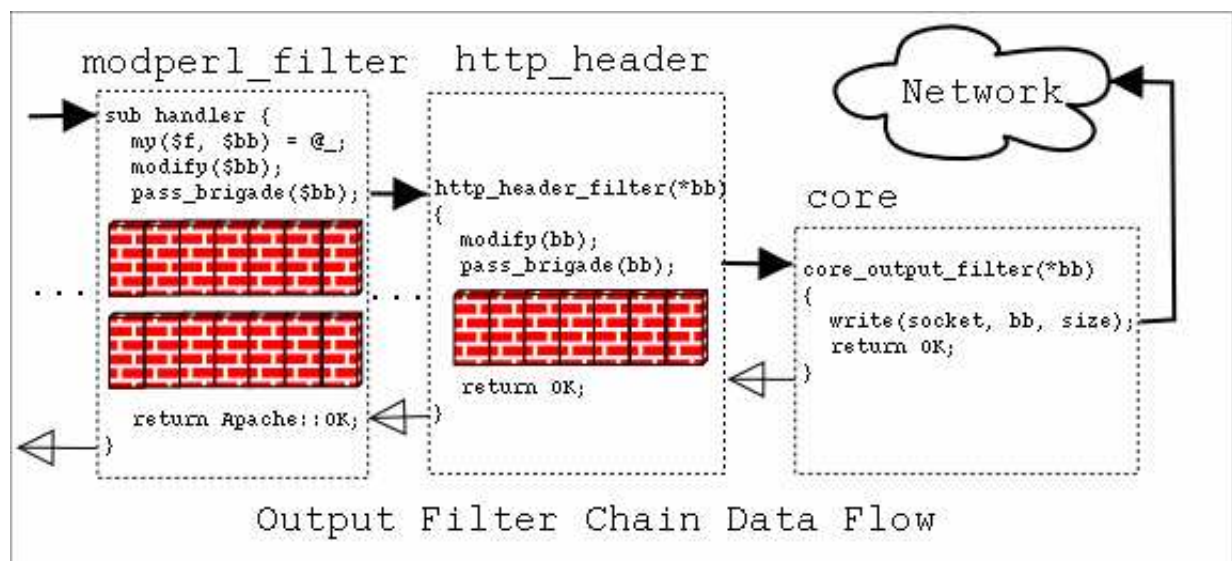 modperl_filter
sub handler {
my($f, $bb) = @_;
modify($bb);
pass_brigade($bb);
return Apache::OK;
}
http_header
http_header_filter(*bb)
{
modify(bb);
pass_brigade(bb);
return OK;
}
Network
core
core_output_filter(*bb)
{
write(socket, bb, size);
return OK;
}
Output Filter Chain Data Flow